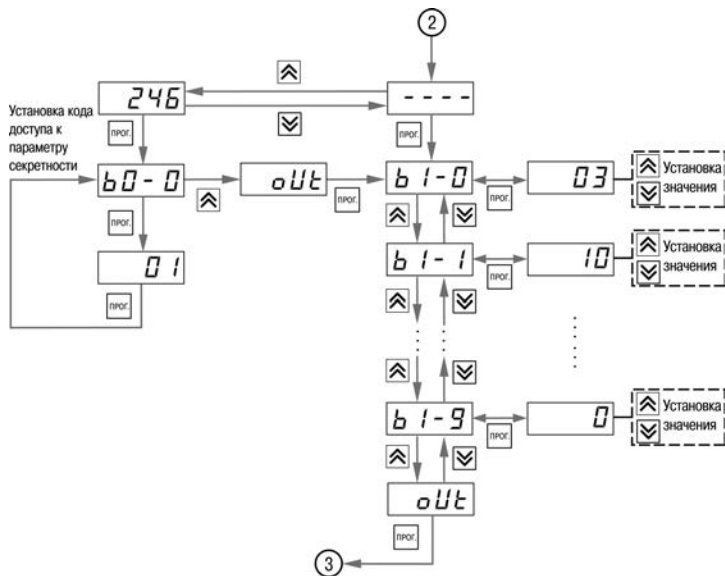 2
246
- - - -
Установка кода
доступа к
параметру
секретности
ПРОГ.
ПРОГ.
b0-0
oUt
b1-0
03
Установка
значения
ПРОГ.
ПРОГ.
ПРОГ.
01
b1-1
10
Установка
значения
ПРОГ.
ПРОГ.
b1-9
0
Установка
значения
ПРОГ.
oUt
ПРОГ.
3